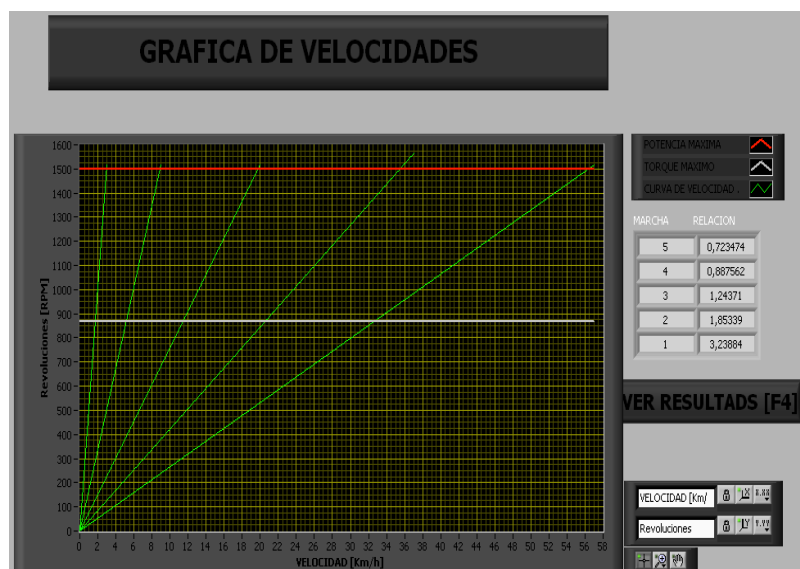 GRAFICA DE VELOCIDADES
1600
1500
1400
1300
1200
1100
1000
900
800
700
600
500
400
300
200
100
0
Revoluciones [RPM]
0 2 4 6 8 10 12 14 16 18 20 22 24 26 28 30 32 34 36 38 40 42 44 46 48 50 52 54 56 58
VELOCIDAD [Km/h]
POTENCIA MAXIMA
TORQUE MAXIMO
CURVA DE VELOCIDAD .
MARCHA RELACION
5 0,723474
4 0,887562
3 1,24371
2 1,85339
1 3,23884
VER RESULTADS [F4]
VELOCIDAD [Km/
Revoluciones